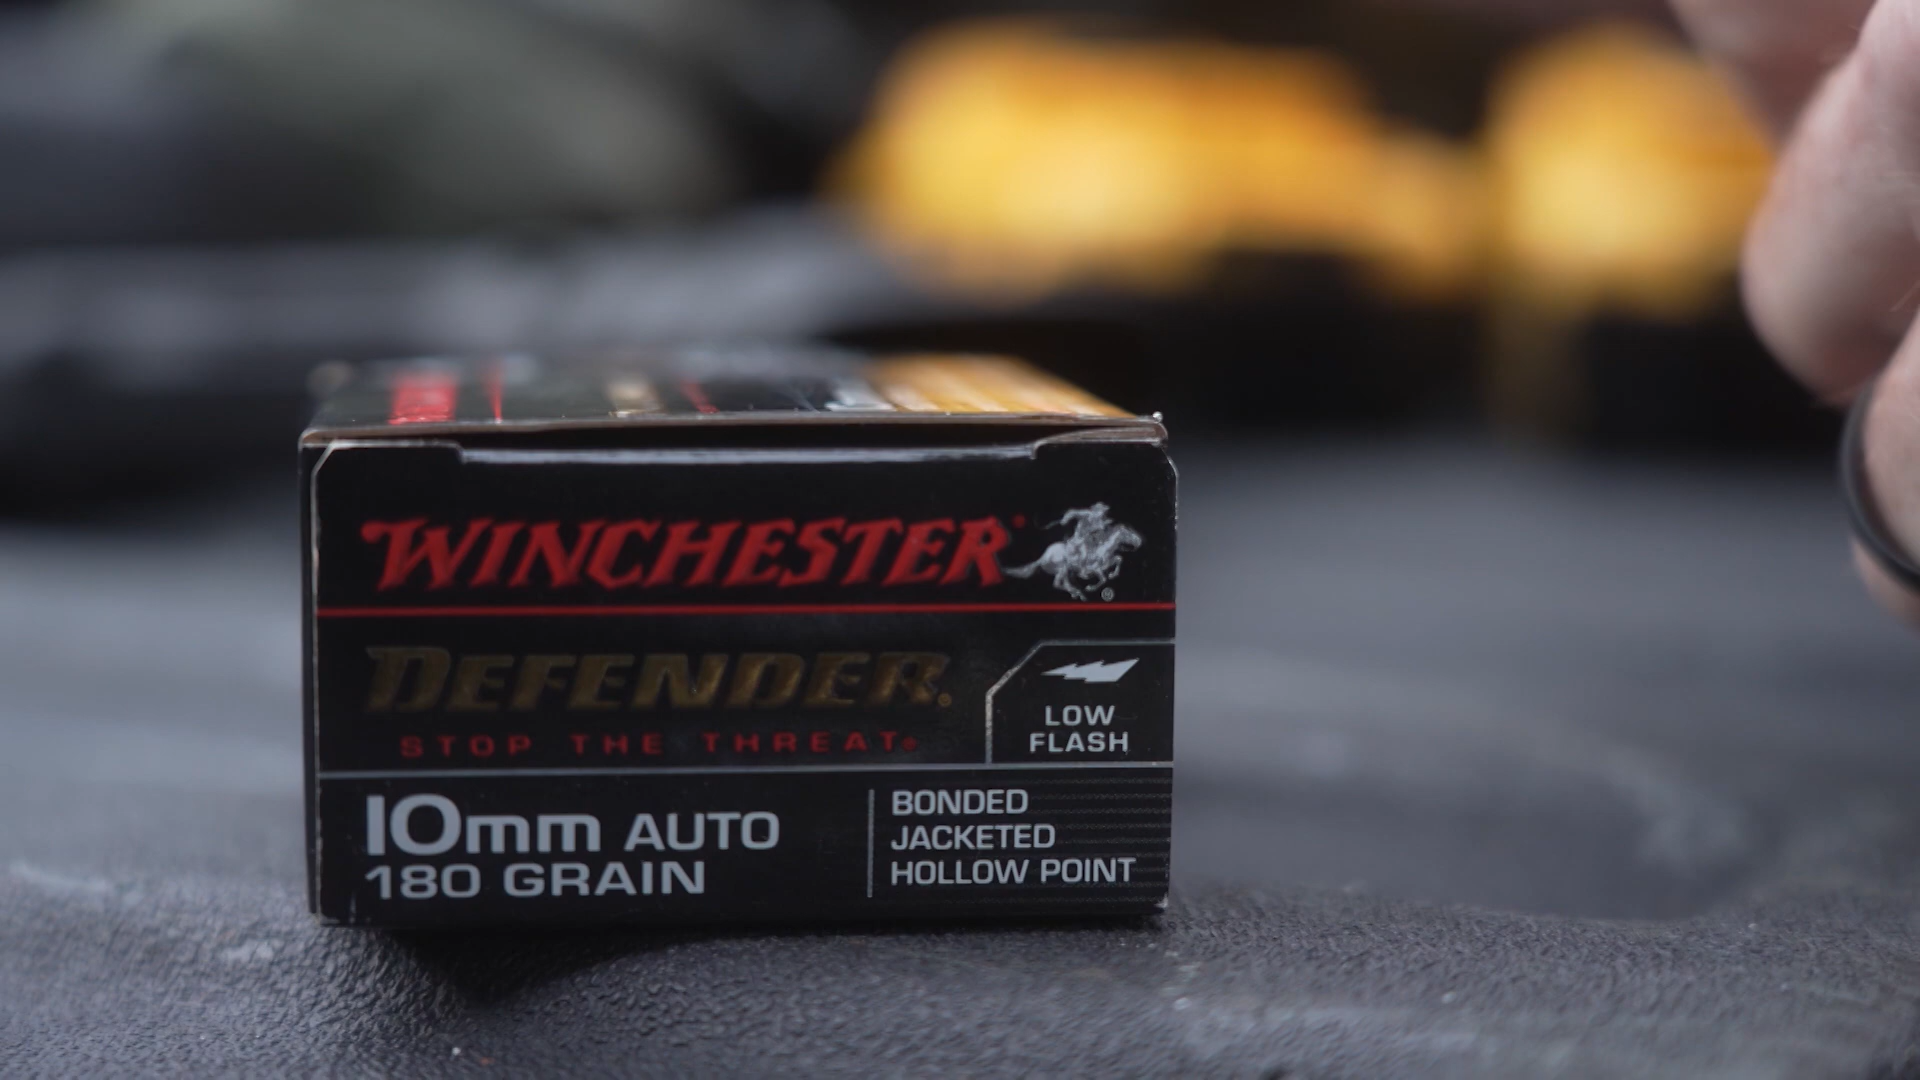 WINCHESTER®
DEFENDER®
STOP THE THREAT®
LOW
FLASH
10mm AUTO
180 GRAIN
BONDED
JACKETED
HOLLOW POINT